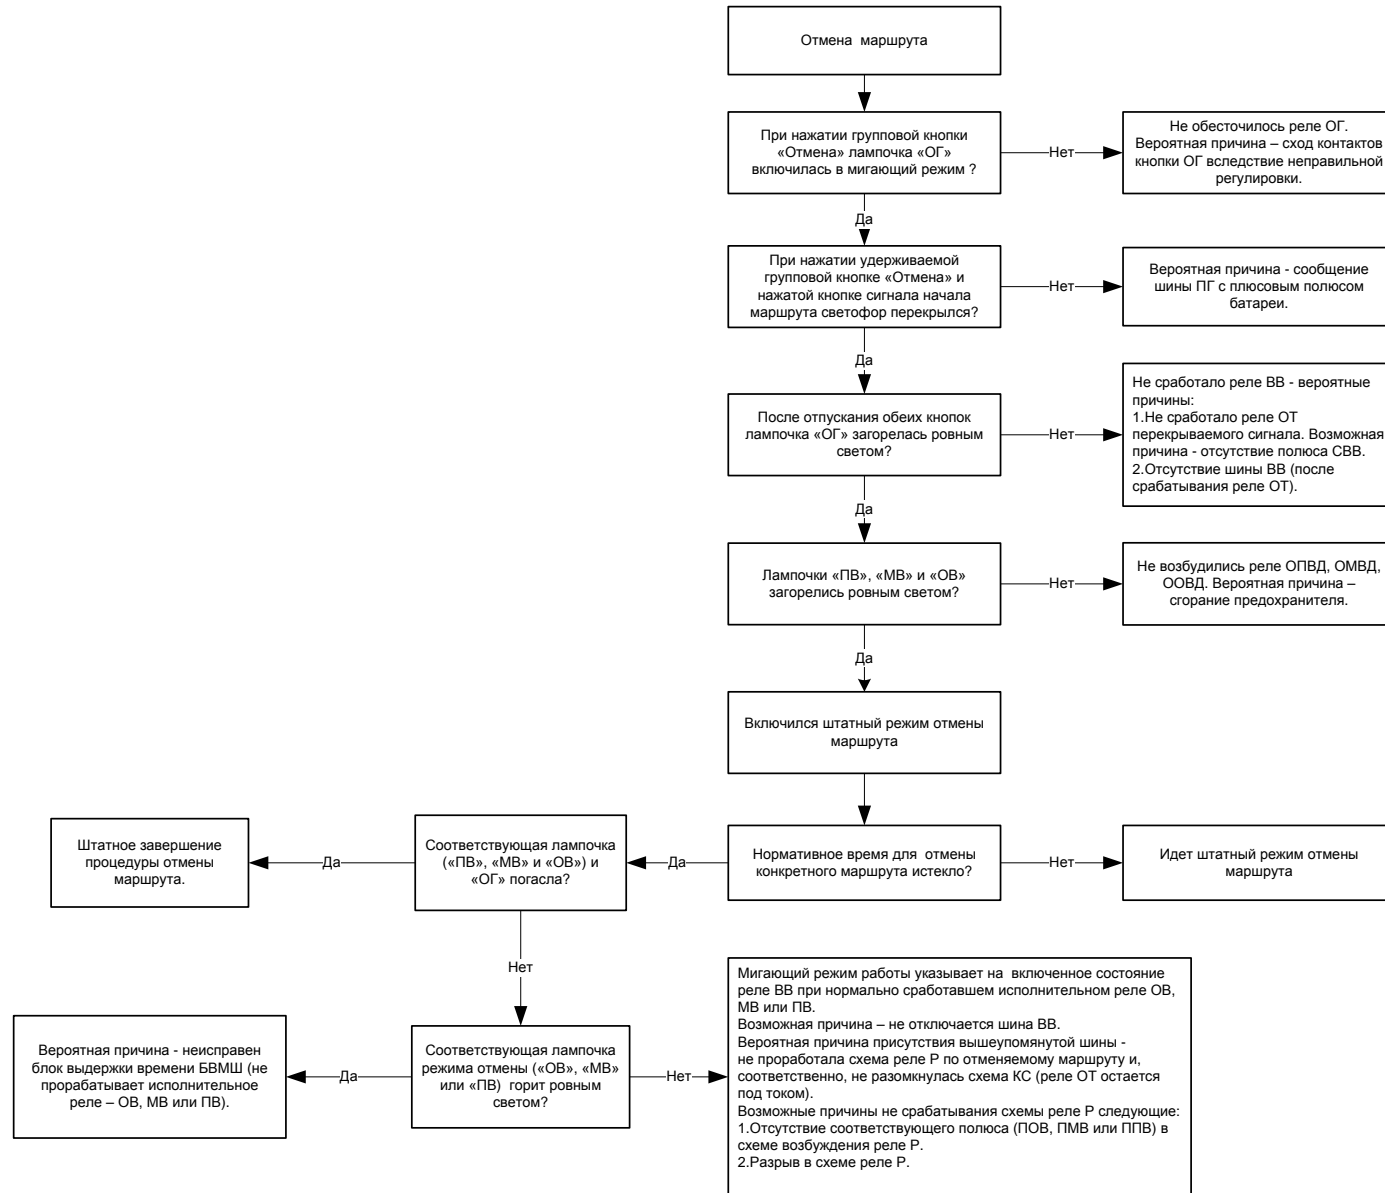 Отмена маршрута
При нажатии групповой кнопки
«Отмена» лампочка «ОГ»
включилась в мигающий режим ?
Нет
Не обесточилось реле ОГ.
Вероятная причина – сход контактов
кнопки ОГ вследствие неправильной
регулировки.
Да
При нажатии удерживаемой
групповой кнопке «Отмена» и
нажатой кнопке сигнала начала
маршрута светофор перекрылся?
Нет
Вероятная причина - сообщение
шины ПГ с плюсовым полюсом
батареи.
Да
После отпускания обеих кнопок
лампочка «ОГ» загорелась ровным
светом?
Нет
Не сработало реле ВВ - вероятные
причины:
1.Не сработало реле ОТ
перекрываемого сигнала. Возможная
причина - отсутствие полюса СВВ.
2.Отсутствие шины ВВ (после
срабатывания реле ОТ).
Да
Лампочки «ПВ», «МВ» и «ОВ»
загорелись ровным светом?
Нет
Не возбудились реле ОПВД, ОМВД,
ООВД. Вероятная причина –
сгорание предохранителя.
Да
Включился штатный режим отмены
маршрута
Штатное завершение
процедуры отмены
маршрута.
Да
Соответствующая лампочка
(«ПВ», «МВ» и «ОВ») и
«ОГ» погасла?
Да
Нормативное время для отмены
конкретного маршрута истекло?
Нет
Идет штатный режим отмены
маршрута
Нет
Вероятная причина - неисправен
блок выдержки времени БВМШ (не
прорабатывает исполнительное
реле – ОВ, МВ или ПВ).
Да
Соответствующая лампочка
режима отмены («ОВ», «МВ»
или «ПВ») горит ровным
светом?
Нет
Мигающий режим работы указывает на включенное состояние
реле ВВ при нормально сработавшем исполнительном реле ОВ,
МВ или ПВ.
Возможная причина – не отключается шина ВВ.
Вероятная причина присутствия вышеупомянутой шины -
не проработала схема реле Р по отменяемому маршруту и,
соответственно, не разомкнулась схема КС (реле ОТ остается
под током).
Возможные причины не срабатывания схемы реле Р следующие:
1.Отсутствие соответствующего полюса (ПОВ, ПМВ или ППВ) в
схеме возбуждения реле Р.
2.Разрыв в схеме реле Р.